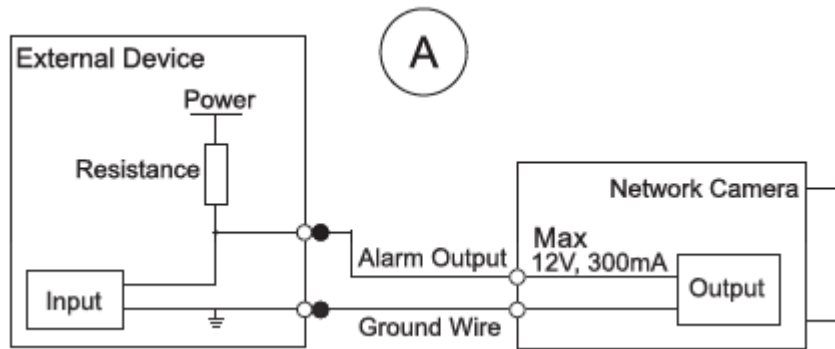 A
External Device
Power
Resistance
Network Camera
Max
12V, 300mA
Alarm Output
Output
Input
Ground Wire